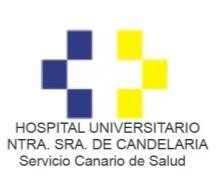 HOSPITAL UNIVERSITARIO
NTRA. SRA. DE CANDELARIA
Servicio Canario de Salud